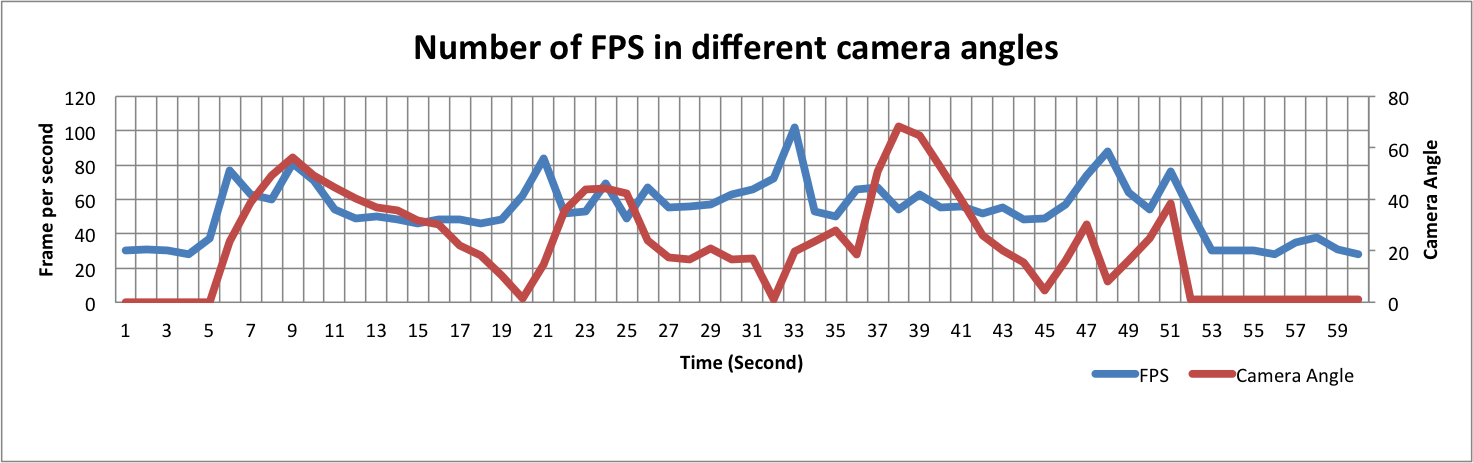 Number of FPS in different camera angles
Frame per second
120
100
80
60
40
20
0
80
60
40
20
0
Camera Angle
1 3 5 7 9 11 13 15 17 19 21 23 25 27 29 31 33 35 37 39 41 43 45 47 49 51 53 55 57 59
Time (Second)
FPS Camera Angle